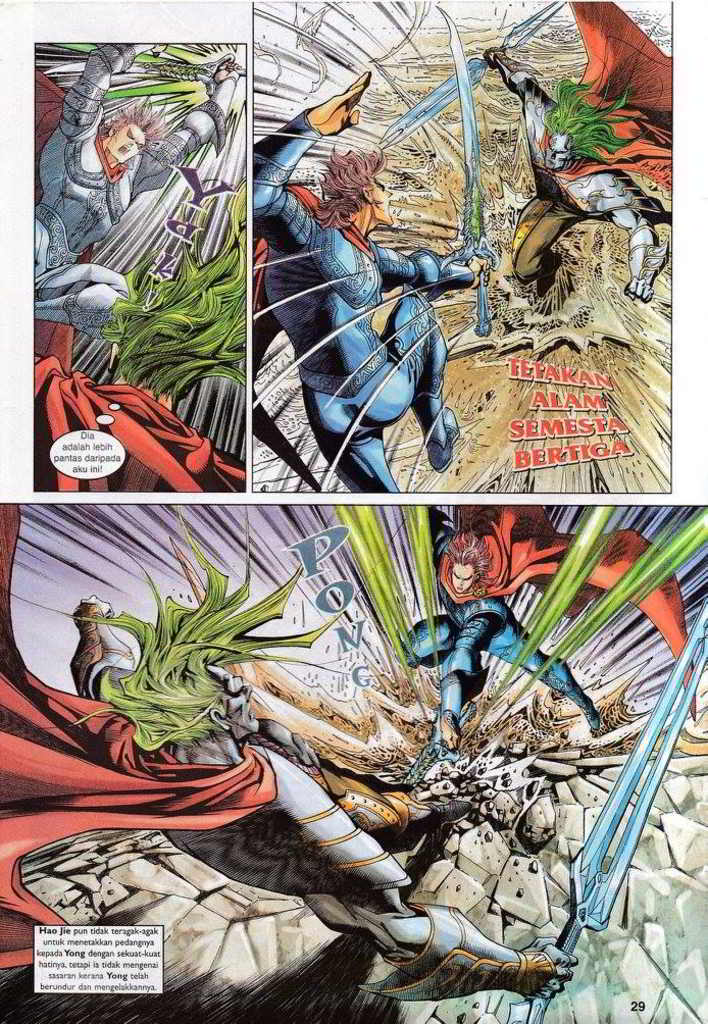 YUKK
Dia
adalah lebih
pantas daripada
aku ini!
TETAKAN
ALAM
SEMESTA
BERTIGA
PONG
Hao Jie pun tidak teragak-agak
untuk menetakkan pedangnya
kepada Yong dengan sekuat-kuat
hatinya, tetapi ia tidak mengenai
sasaran kerana Yong telah
berundur dan mengelakkannya.
29